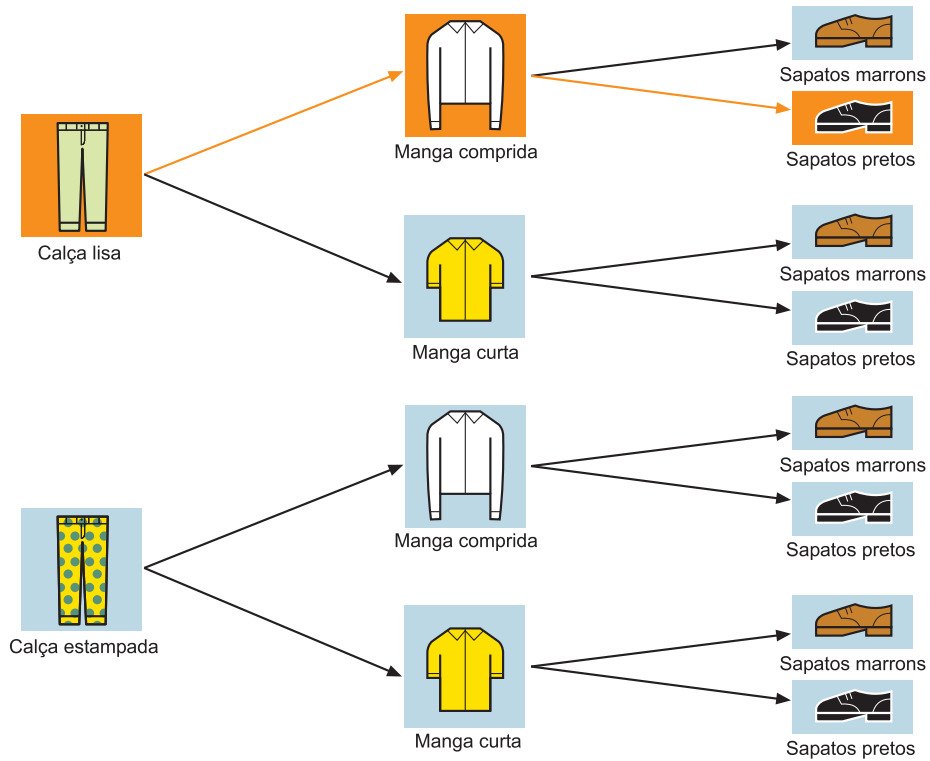 Sapatos marrons
Manga comprida
Sapatos pretos
Calça lisa
Sapatos marrons
Manga curta
Sapatos pretos
Sapatos marrons
Manga comprida
Sapatos pretos
Calça estampada
Sapatos marrons
Manga curta
Sapatos pretos